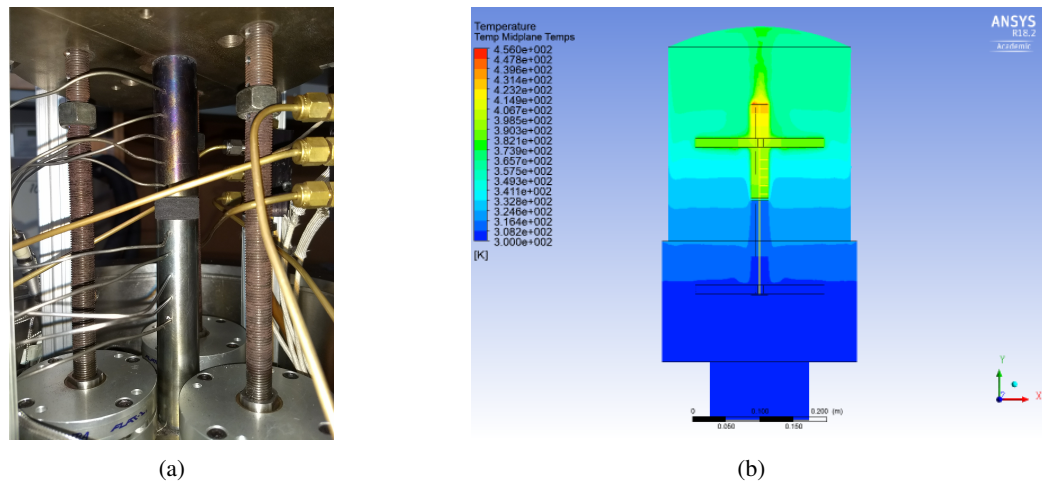 FLAT-1
(a)
Temperature
Temp Midplane Temps
4.560e+002
4.478e+002
4.396e+002
4.314e+002
4.232e+002
4.149e+002
4.067e+002
3.985e+002
3.903e+002
3.821e+002
3.739e+002
3.657e+002
3.575e+002
3.493e+002
3.411e+002
3.328e+002
3.246e+002
3.164e+002
3.082e+002
3.000e+002
[K]
ANSYS
R18.2
Academic
Y
Z
X
0 0.100 0.200 (m)
0.050 0.150
(b)